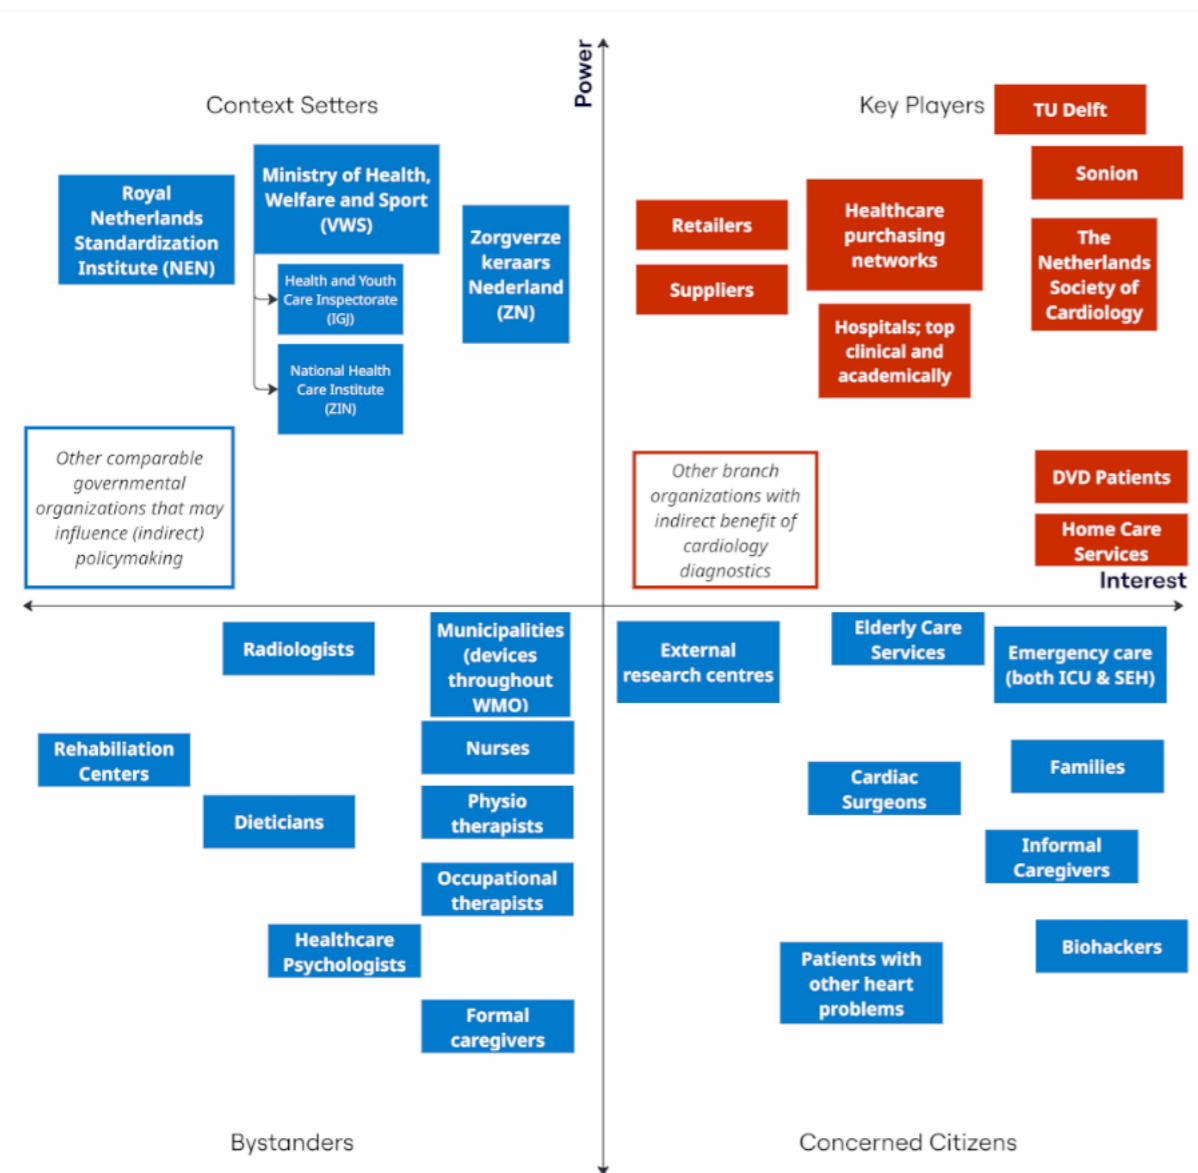 Power
Context Setters
Royal
Netherlands
Standardization
Institute (NEN)
Ministry of Health,
Welfare and Sport
(VWS)
Health and Youth
Care Inspectorate
(IGJ)
National Health
Care Institute
(ZIN)
Zorgverze
keraars
Nederland
(ZN)
Other comparable
governmental
organizations that may
influence (indirect)
policymaking
Key Players
TU Delft
Sonion
Retailers
Healthcare
purchasing
networks
The
Netherlands
Society of
Cardiology
Suppliers
Hospitals; top
clinical and
academically
Other branch
organizations with
indirect benefit of
cardiology
diagnostics
DVD Patients
Home Care
Services
Interest
Radiologists
Municipalities
(devices
throughout
WMO)
Rehabiliation
Centers
Nurses
Dieticians
Physio
therapists
Occupational
therapists
Healthcare
Psychologists
Formal
caregivers
Bystanders
External
research centres
Elderly Care
Services
Emergency care
(both ICU & SEH)
Cardiac
Surgeons
Families
Informal
Caregivers
Biohackers
Patients with
other heart
problems
Concerned Citizens